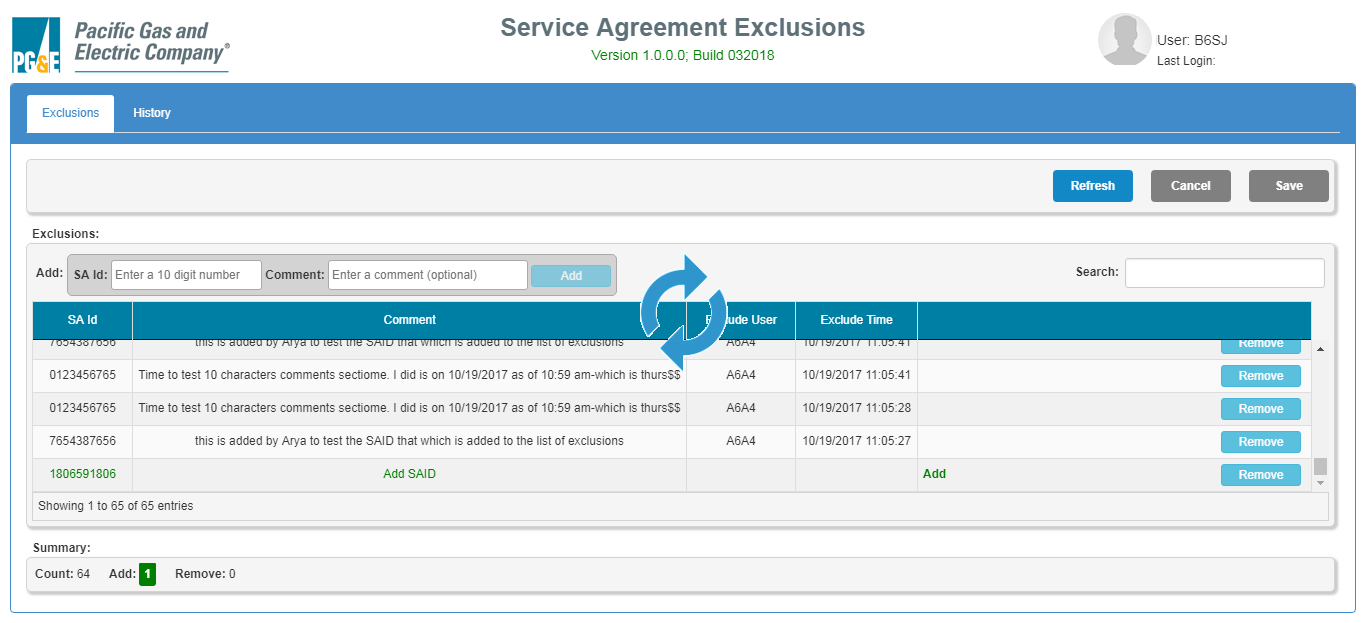 PG&E
Pacific Gas and
Electric Company®
Service Agreement Exclusions
Version 1.0.0.0; Build 032018
User: B6SJ
Last Login:
Exclusions History
Refresh Cancel Save
Exclusions:
Add: SA Id: Enter a 10 digit number Comment: Enter a comment (optional) Add Search:
SA Id Comment Exclude User Exclude Time
7654387656 this is added by Arya to test the SAID that which is added to the list of exclusions A6A4 10/19/2017 11:05:41 Remove
0123456765 Time to test 10 characters comments sectiome. I did is on 10/19/2017 as of 10:59 am-which is thurs$$ A6A4 10/19/2017 11:05:41 Remove
0123456765 Time to test 10 characters comments sectiome. I did is on 10/19/2017 as of 10:59 am-which is thurs$$ A6A4 10/19/2017 11:05:28 Remove
7654387656 this is added by Arya to test the SAID that which is added to the list of exclusions A6A4 10/19/2017 11:05:27 Remove
1806591806 Add SAID Add Remove
Showing 1 to 65 of 65 entries
Summary:
Count: 64 Add: 1 Remove: 0